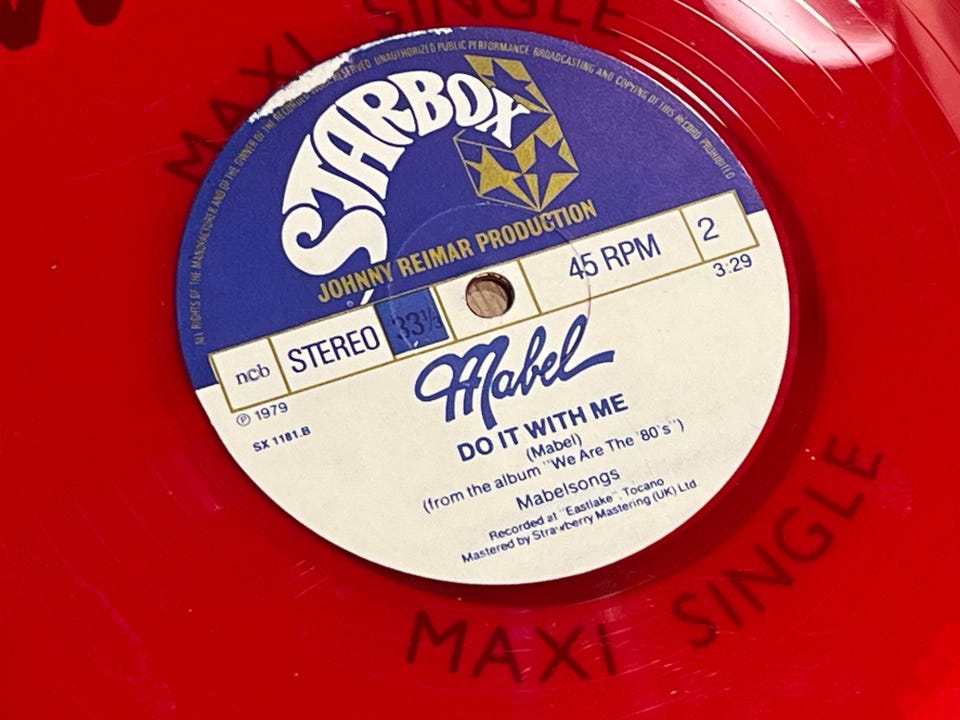 MAXI SINGLE
RESERVED. UNAUTHORIZED PUBLIC PERFORMANCE BROADCASTING AND COPYING OF THIS RECORD PROHIBITED
ALL RIGHTS OF THE MANUFACTURER AND OF THE OWNER OF THE RECORDED
STARBOX
JOHNNY REIMAR PRODUCTION
ncb STEREO 33⅓ 45 RPM 2
℗ 1979 3:29
SX 1181.B
Mabel
DO IT WITH ME
(Mabel)
(from the album "We Are The '80's")
Mabelsongs
Recorded at "Eastlake", Tocano
Mastered by Strawberry Mastering (UK) Ltd.
MAXI SINGLE